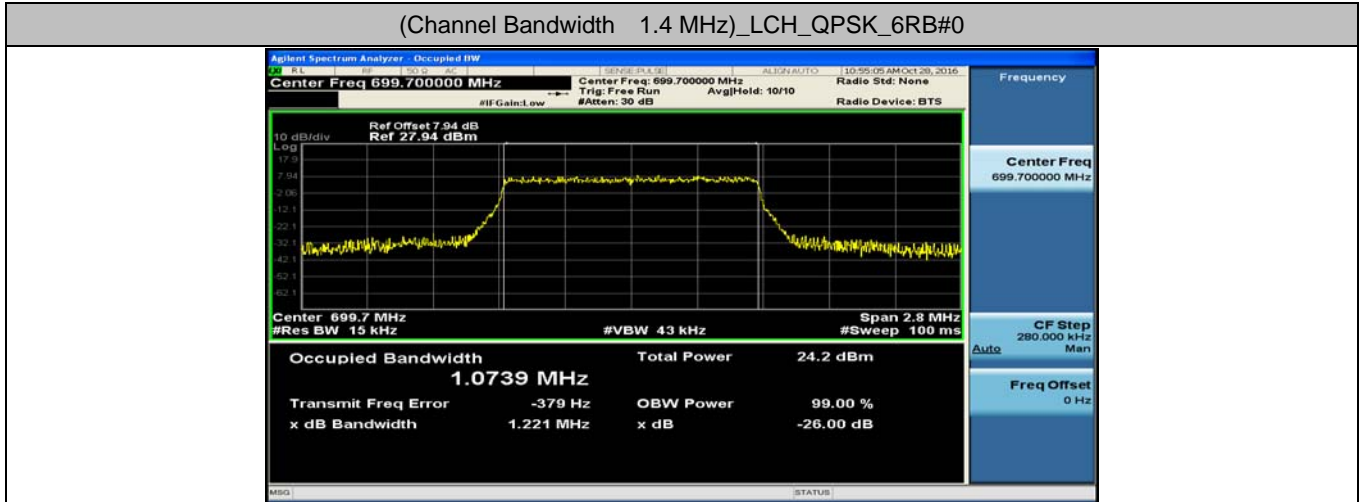 (Channel Bandwidth 1.4 MHz)_LCH_QPSK_6RB#0
Agilent Spectrum Analyzer - Occupied BW
RL RF 50 Ω AC SENSE:PULSE ALIGN AUTO 10:55:05 AM Oct 28, 2016
Center Freq 699.700000 MHz
Center Freq: 699.700000 MHz
Radio Std: None
Trig: Free Run
Avg|Hold: 10/10
#IFGain:Low
#Atten: 30 dB
Radio Device: BTS
Frequency
Ref Offset 7.94 dB
10 dB/div Ref 27.94 dBm
Log
17.9
7.94
-2.06
-12.1
-22.1
-32.1
-42.1
-52.1
-62.1
Center Freq
699.700000 MHz
Center 699.7 MHz
Span 2.8 MHz
#Res BW 15 kHz
#VBW 43 kHz
#Sweep 100 ms
CF Step
280.000 kHz
Auto Man
Occupied Bandwidth
1.0739 MHz
Total Power 24.2 dBm
Freq Offset
0 Hz
Transmit Freq Error -379 Hz OBW Power 99.00 %
x dB Bandwidth 1.221 MHz x dB -26.00 dB
MSG
STATUS